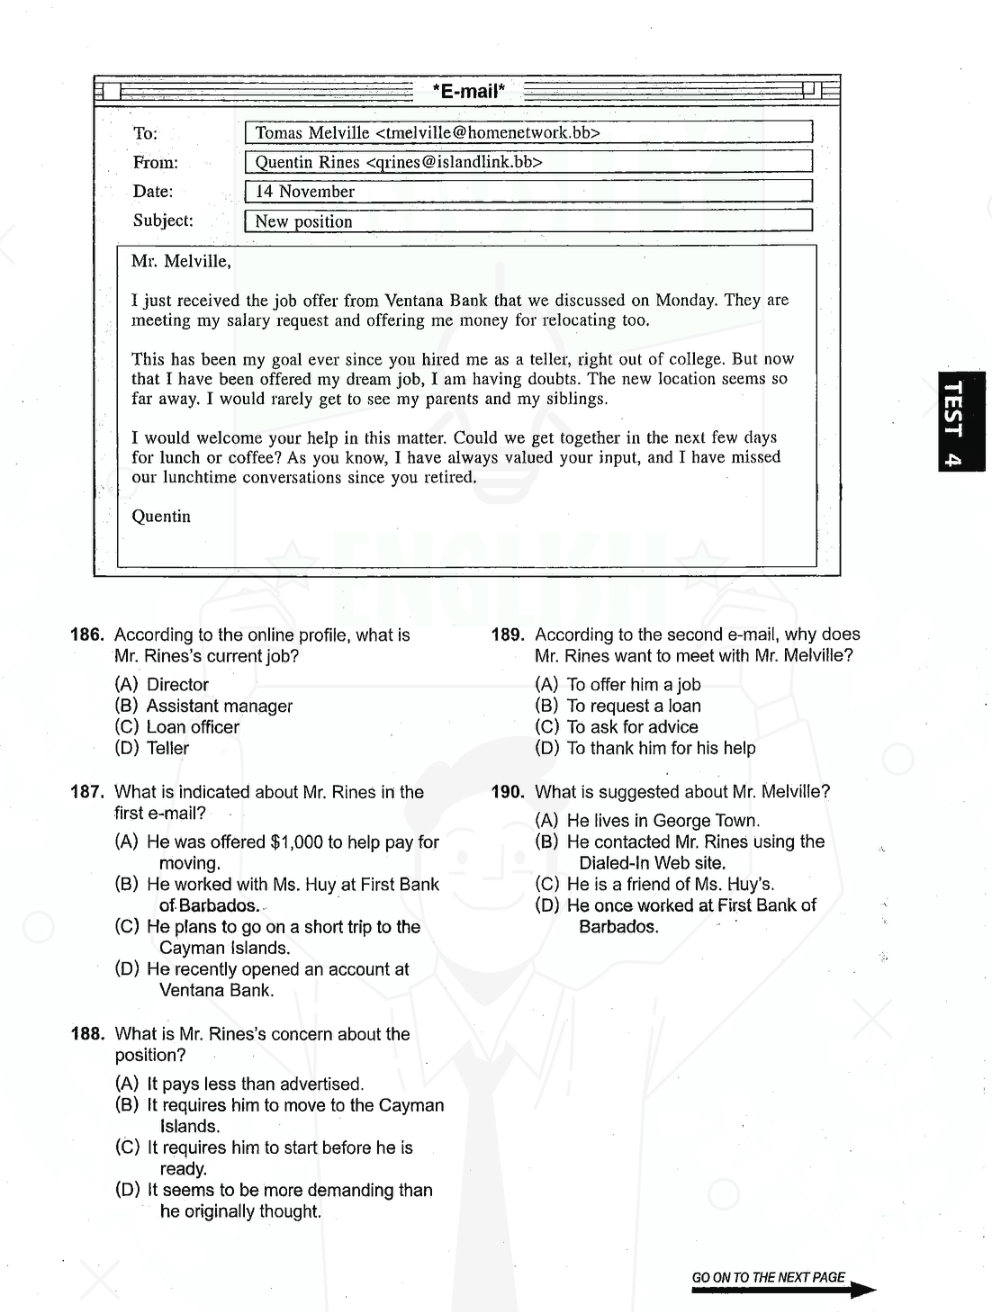 *E-mail*
To: Tomas Melville <tmelville@homenetwork.bb>
From: Quentin Rines <qrines@islandlink.bb>
Date: 14 November
Subject: New position
Mr. Melville,
I just received the job offer from Ventana Bank that we discussed on Monday. They are
meeting my salary request and offering me money for relocating too.
This has been my goal ever since you hired me as a teller, right out of college. But now
that I have been offered my dream job, I am having doubts. The new location seems so
far away. I would rarely get to see my parents and my siblings.
I would welcome your help in this matter. Could we get together in the next few days
for lunch or coffee? As you know, I have always valued your input, and I have missed
our lunchtime conversations since you retired.
Quentin
ENGLISH
TEST 4
186. According to the online profile, what is
Mr. Rines's current job?
(A) Director
(B) Assistant manager
(C) Loan officer
(D) Teller
187. What is indicated about Mr. Rines in the
first e-mail?
(A) He was offered $1,000 to help pay for
moving.
(B) He worked with Ms. Huy at First Bank
of Barbados.
(C) He plans to go on a short trip to the
Cayman Islands.
(D) He recently opened an account at
Ventana Bank.
188. What is Mr. Rines's concern about the
position?
(A) It pays less than advertised.
(B) It requires him to move to the Cayman
Islands.
(C) It requires him to start before he is
ready.
(D) It seems to be more demanding than
he originally thought.
189. According to the second e-mail, why does
Mr. Rines want to meet with Mr. Melville?
(A) To offer him a job
(B) To request a loan
(C) To ask for advice
(D) To thank him for his help
190. What is suggested about Mr. Melville?
(A) He lives in George Town.
(B) He contacted Mr. Rines using the
Dialed-In Web site.
(C) He is a friend of Ms. Huy's.
(D) He once worked at First Bank of
Barbados.
GO ON TO THE NEXT PAGE